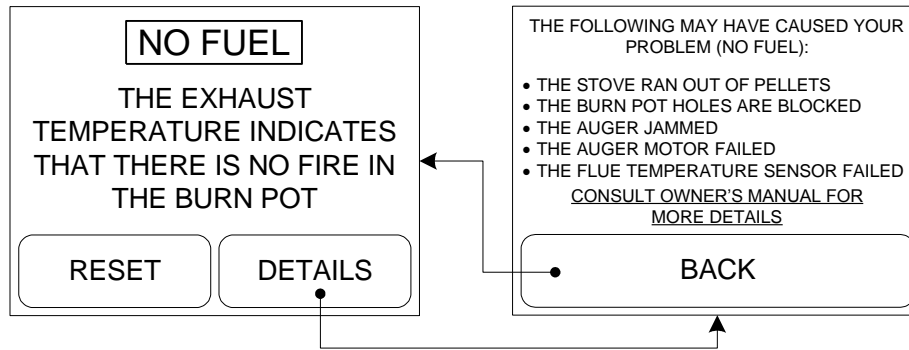 NO FUEL
THE EXHAUST
TEMPERATURE INDICATES
THAT THERE IS NO FIRE IN
THE BURN POT
RESET
DETAILS
THE FOLLOWING MAY HAVE CAUSED YOUR
PROBLEM (NO FUEL):
• THE STOVE RAN OUT OF PELLETS
• THE BURN POT HOLES ARE BLOCKED
• THE AUGER JAMMED
• THE AUGER MOTOR FAILED
• THE FLUE TEMPERATURE SENSOR FAILED
CONSULT OWNER'S MANUAL FOR
MORE DETAILS
BACK